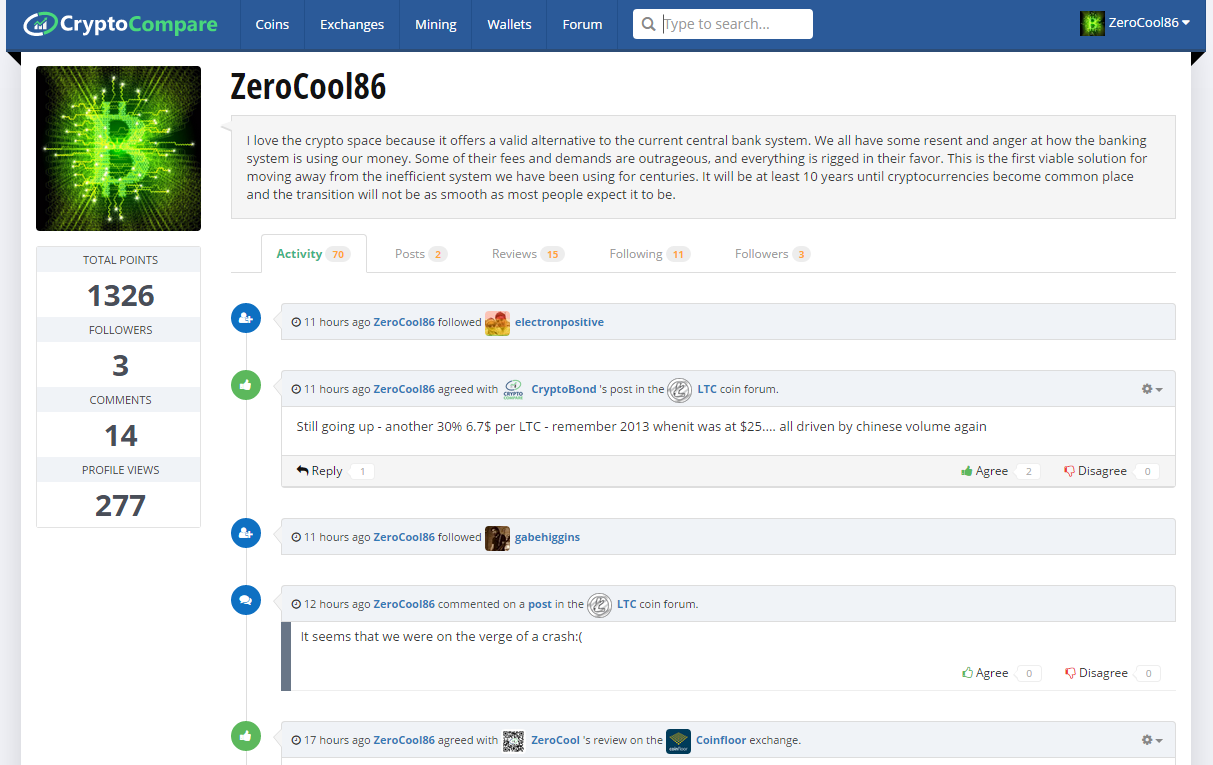 CryptoCompare
Coins
Exchanges
Mining
Wallets
Forum
Type to search...
ZeroCool86
ZeroCool86
I love the crypto space because it offers a valid alternative to the current central bank system. We all have some resent and anger at how the banking
system is using our money. Some of their fees and demands are outrageous, and everything is rigged in their favor. This is the first viable solution for
moving away from the inefficient system we have been using for centuries. It will be at least 10 years until cryptocurrencies become common place
and the transition will not be as smooth as most people expect it to be.
TOTAL POINTS
1326
FOLLOWERS
3
COMMENTS
14
PROFILE VIEWS
277
Activity 70
Posts 2
Reviews 15
Following 11
Followers 3
11 hours ago ZeroCool86 followed electronpositive
11 hours ago ZeroCool86 agreed with CRYPTO COMPARE CryptoBond 's post in the LTC coin forum.
Still going up - another 30% 6.7$ per LTC - remember 2013 whenit was at $25.... all driven by chinese volume again
Reply 1
Agree 2
Disagree 0
11 hours ago ZeroCool86 followed gabehiggins
12 hours ago ZeroCool86 commented on a post in the LTC coin forum.
It seems that we were on the verge of a crash:(
Agree 0
Disagree 0
17 hours ago ZeroCool86 agreed with ZeroCool 's review on the coinfloor Coinfloor exchange.